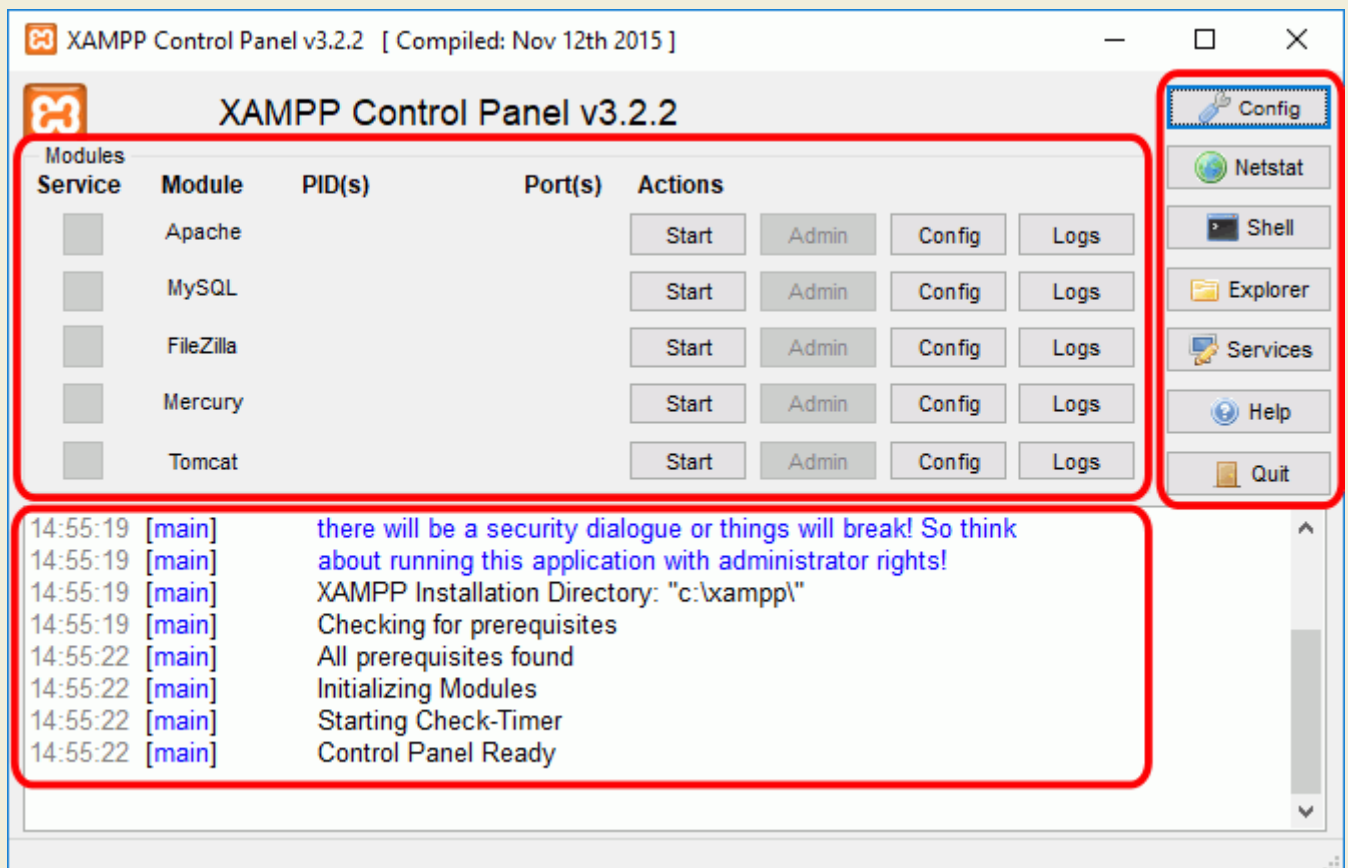 XAMPP Control Panel v3.2.2 [ Compiled: Nov 12th 2015 ]
XAMPP Control Panel v3.2.2
Config
Netstat
Shell
Explorer
Services
Help
Quit
Modules
Service Module PID(s) Port(s) Actions
Apache Start Admin Config Logs
MySQL Start Admin Config Logs
FileZilla Start Admin Config Logs
Mercury Start Admin Config Logs
Tomcat Start Admin Config Logs
14:55:19 [main] there will be a security dialogue or things will break! So think
14:55:19 [main] about running this application with administrator rights!
14:55:19 [main] XAMPP Installation Directory: "c:\xampp\"
14:55:19 [main] Checking for prerequisites
14:55:22 [main] All prerequisites found
14:55:22 [main] Initializing Modules
14:55:22 [main] Starting Check-Timer
14:55:22 [main] Control Panel Ready